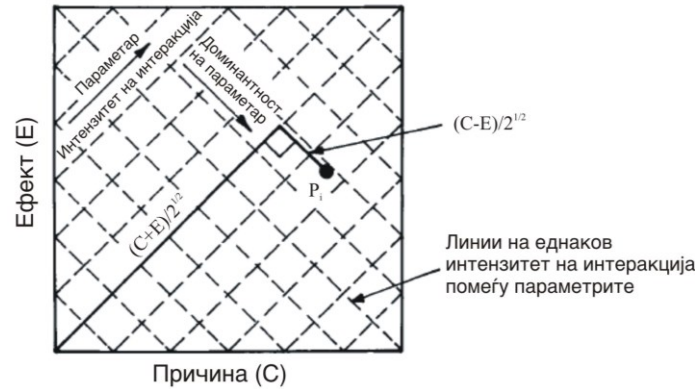 Параметар
Интензитет на интеракција
Доминантност
на параметар
(C-E)/2^1/2
P_i
(C+E)/2^1/2
Ефект (E)
Линии на еднаков
интензитет на интеракција
помеѓу параметрите
Причина (C)